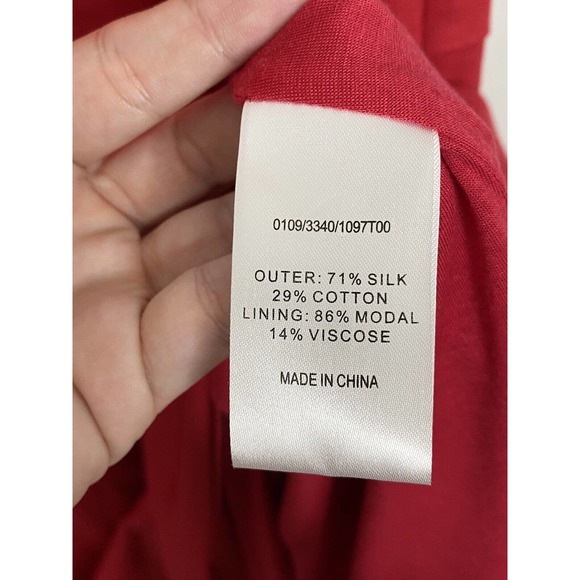 0109/3340/1097T00
OUTER: 71% SILK
29% COTTON
LINING: 86% MODAL
14% VISCOSE
MADE IN CHINA